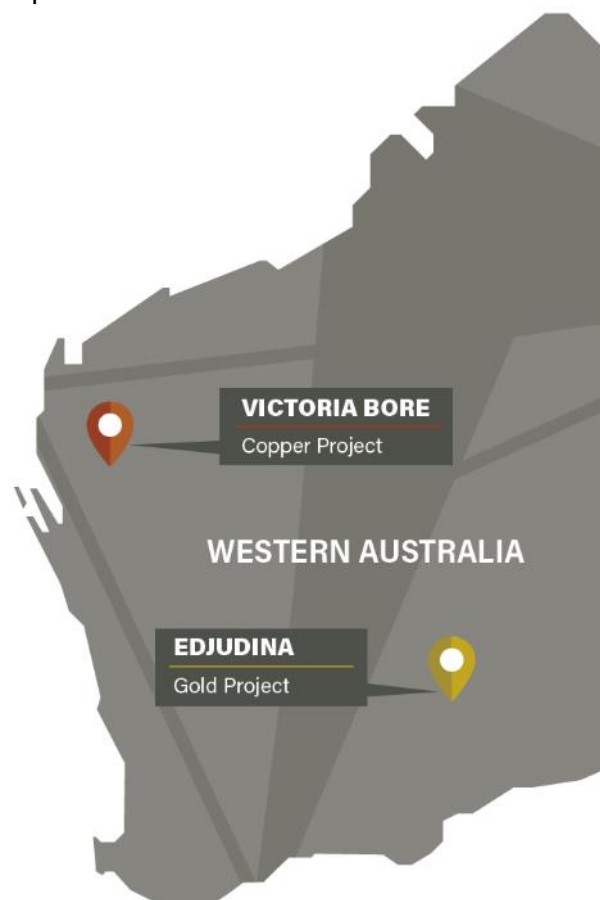 VICTORIA BORE
Copper Project
WESTERN AUSTRALIA
EDJUDINA
Gold Project